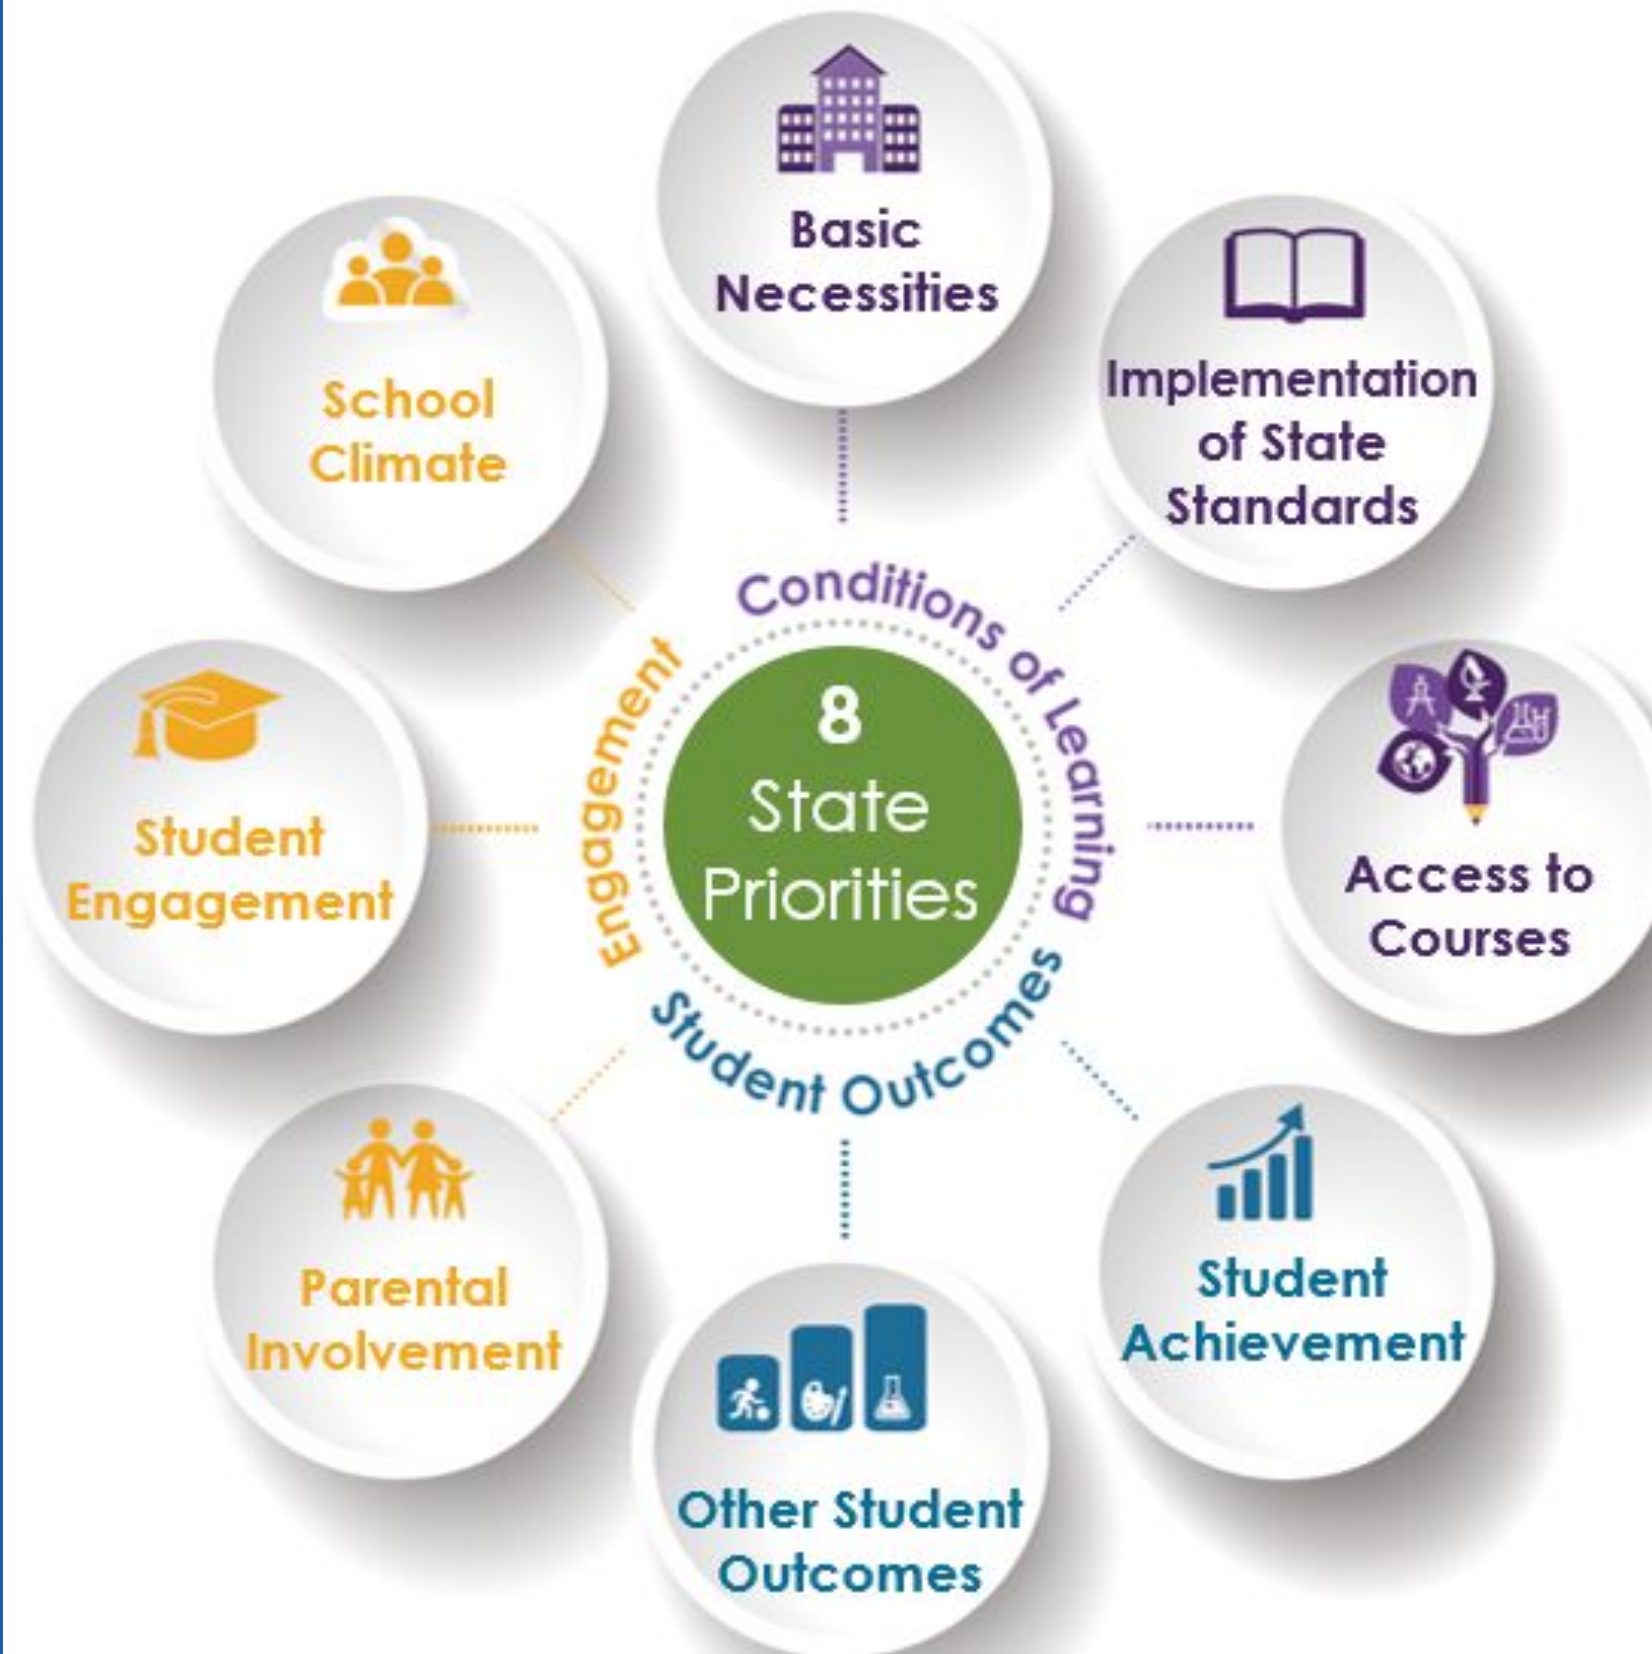 8
State
Priorities
Conditions of Learning
Student Outcomes
Engagement
Basic
Necessities
Implementation
of State
Standards
Access to
Courses
Student
Achievement
Other Student
Outcomes
Parental
Involvement
Student
Engagement
School
Climate